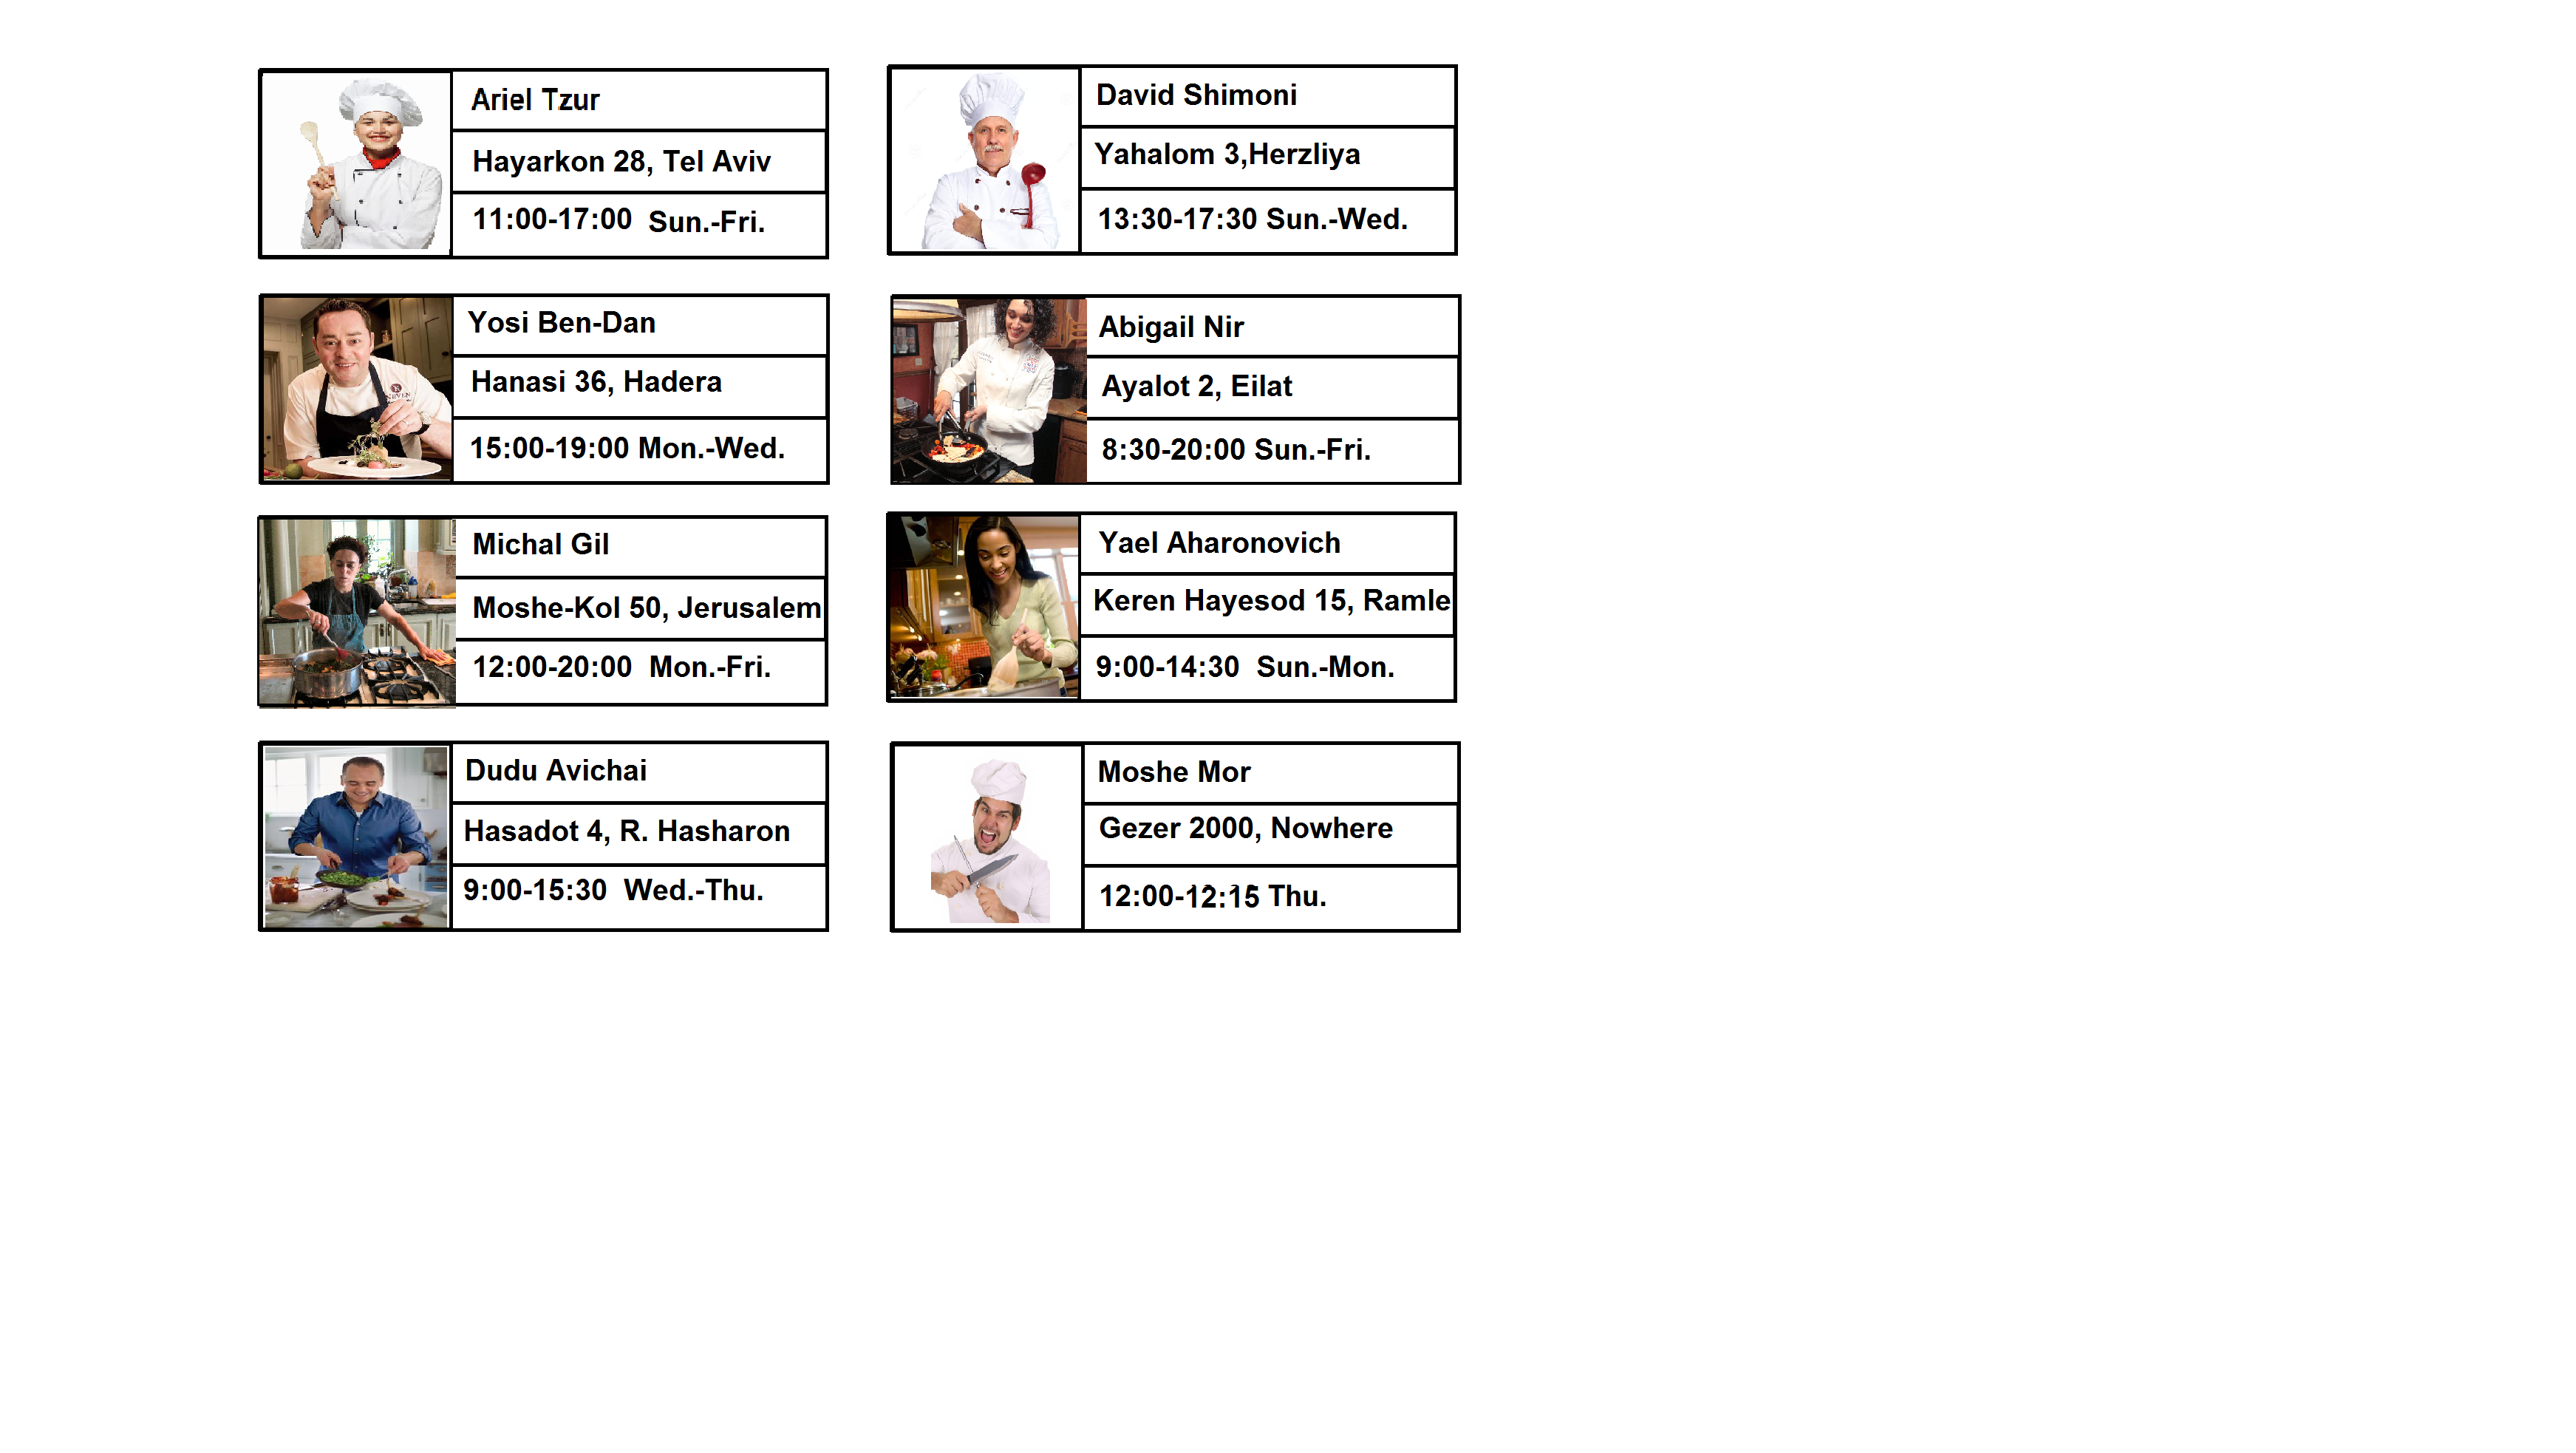 Ariel Tzur
Hayarkon 28, Tel Aviv
11:00-17:00 Sun.-Fri.
David Shimoni
Yahalom 3,Herzliya
13:30-17:30 Sun.-Wed.
Yosi Ben-Dan
Hanasi 36, Hadera
15:00-19:00 Mon.-Wed.
Abigail Nir
Ayalot 2, Eilat
8:30-20:00 Sun.-Fri.
Michal Gil
Moshe-Kol 50, Jerusalem
12:00-20:00 Mon.-Fri.
Yael Aharonovich
Keren Hayesod 15, Ramle
9:00-14:30 Sun.-Mon.
Dudu Avichai
Hasadot 4, R. Hasharon
9:00-15:30 Wed.-Thu.
Moshe Mor
Gezer 2000, Nowhere
12:00-12:15 Thu.